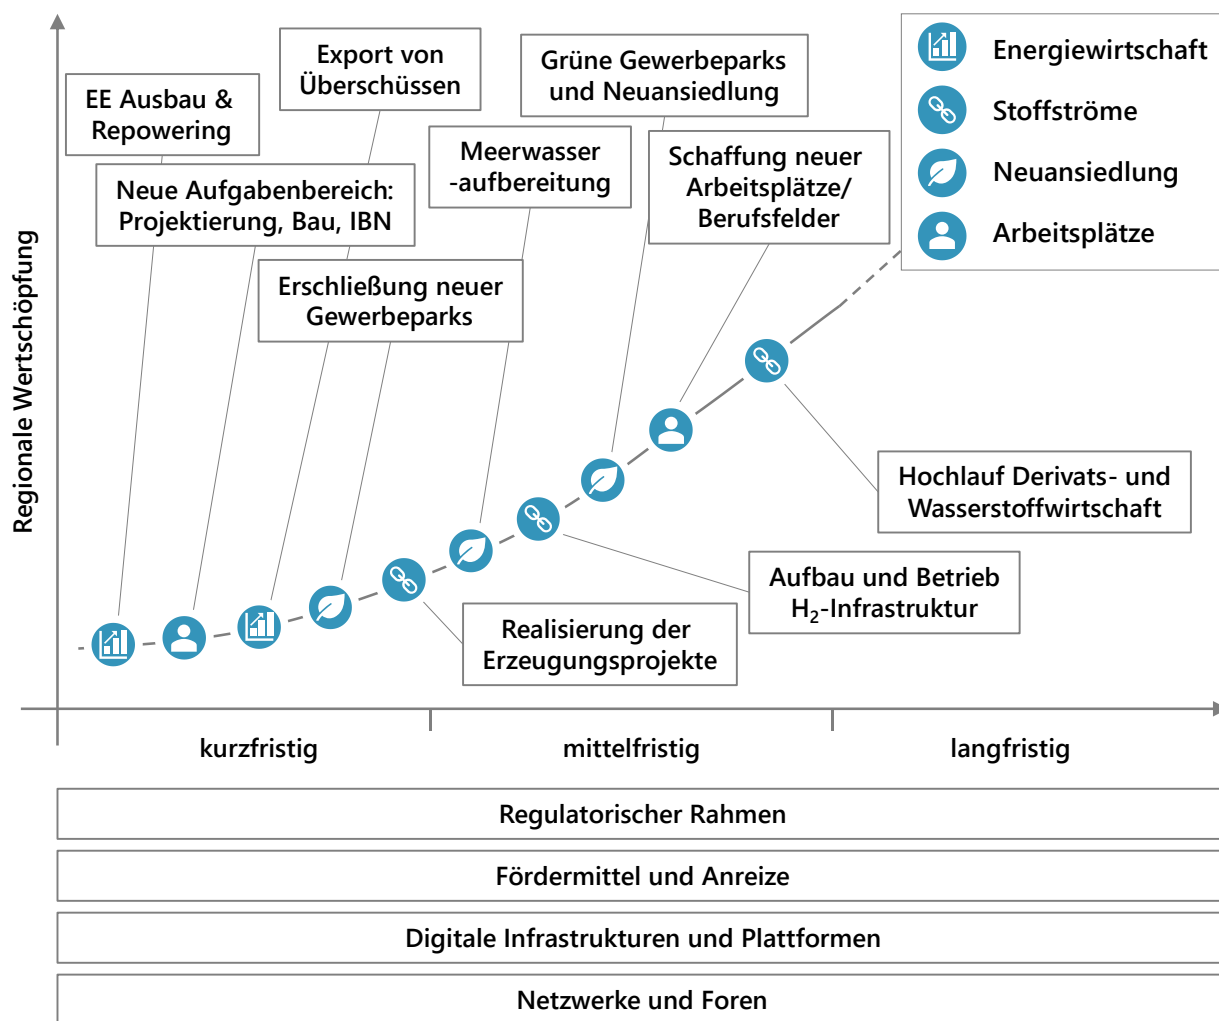 Export von
Überschüssen
Grüne Gewerbeparks
und Neuansiedlung
EE Ausbau &
Repowering
Meerwasser
-aufbereitung
Schaffung neuer
Arbeitsplätze/
Berufsfelder
Neue Aufgabenbereich:
Projektierung, Bau, IBN
Erschließung neuer
Gewerbeparks
Energiewirtschaft
Stoffströme
Neuansiedlung
Arbeitsplätze
Regionale Wertschöpfung
Hochlauf Derivats- und
Wasserstoffwirtschaft
Aufbau und Betrieb
H₂-Infrastruktur
Realisierung der
Erzeugungsprojekte
kurzfristig
mittelfristig
langfristig
Regulatorischer Rahmen
Fördermittel und Anreize
Digitale Infrastrukturen und Plattformen
Netzwerke und Foren